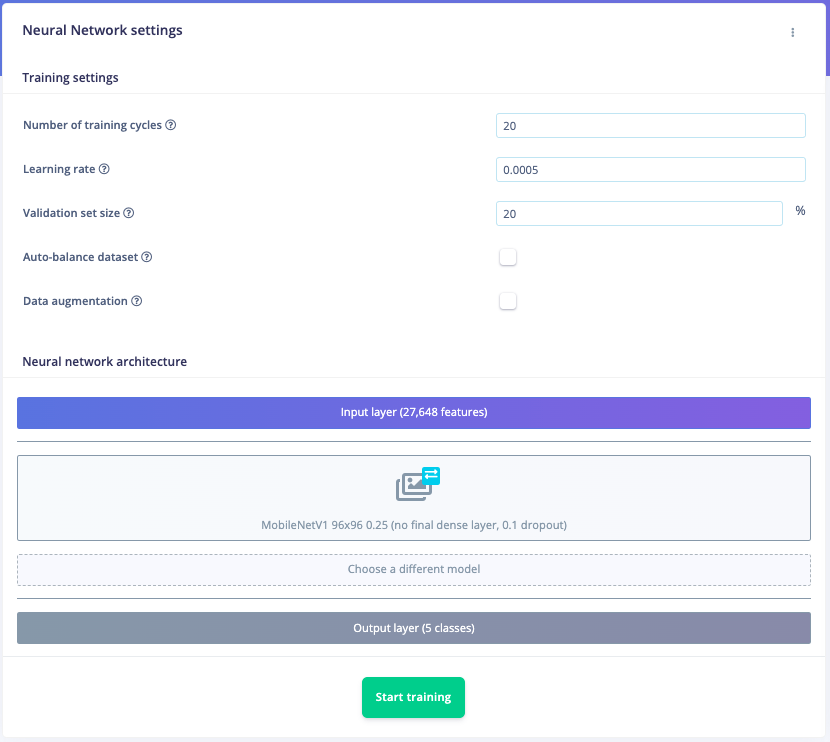 Neural Network settings
Training settings
Number of training cycles
20
Learning rate
0.0005
Validation set size
20 %
Auto-balance dataset
Data augmentation
Neural network architecture
Input layer (27,648 features)
MobileNetV1 96x96 0.25 (no final dense layer, 0.1 dropout)
Choose a different model
Output layer (5 classes)
Start training